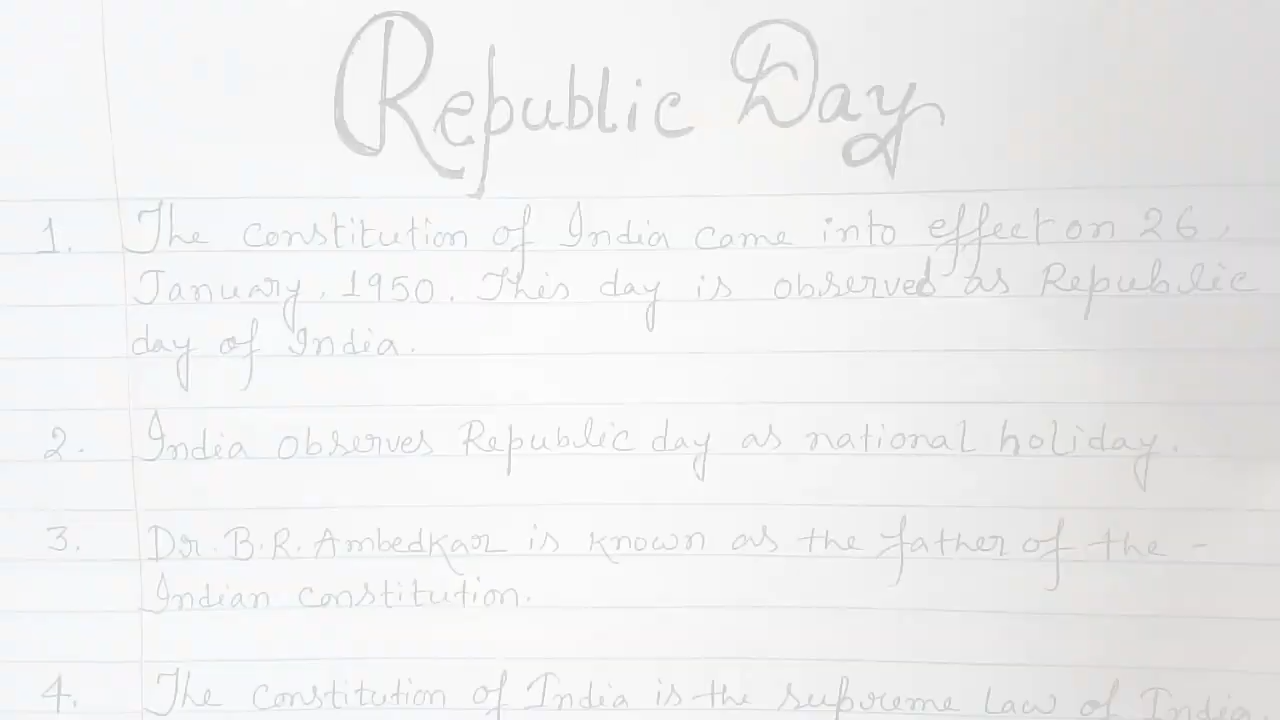 Republic Day
1. The constitution of India came into effect on 26,
January, 1950. This day is observed as Republic
day of India.
2. India observes Republic day as national holiday.
3. Dr. B.R. Ambedkar is known as the father of the -
Indian constitution.
4. The constitution of India is the supreme Law of India.